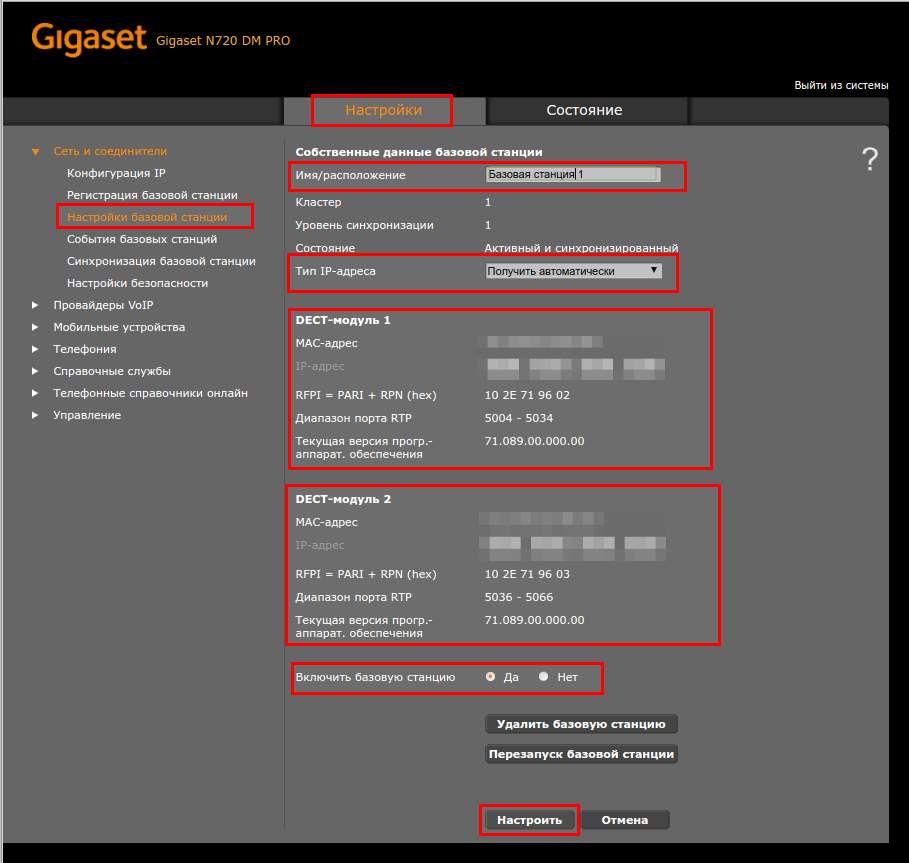 Gigaset Gigaset N720 DM PRO
Выйти из системы
Настройки Состояние
Сеть и соединители
Конфигурация IP
Регистрация базовой станции
Настройки базовой станции
События базовых станций
Синхронизация базовой станции
Настройки безопасности
Провайдеры VoIP
Мобильные устройства
Телефония
Справочные службы
Телефонные справочники онлайн
Управление
?
Собственные данные базовой станции
Имя/расположение Базовая станция 1
Кластер 1
Уровень синхронизации 1
Состояние Активный и синхронизированный
Тип IP-адреса Получить автоматически
DECT-модуль 1
MAC-адрес
IP-адрес
RFPI = PARI + RPN (hex) 10 2E 71 96 02
Диапазон порта RTP 5004 - 5034
Текущая версия прогр.- 71.089.00.000.00
аппарат. обеспечения
DECT-модуль 2
MAC-адрес
IP-адрес
RFPI = PARI + RPN (hex) 10 2E 71 96 03
Диапазон порта RTP 5036 - 5066
Текущая версия прогр.- 71.089.00.000.00
аппарат. обеспечения
Включить базовую станцию Да Нет
Удалить базовую станцию
Перезапуск базовой станции
Настроить Отмена